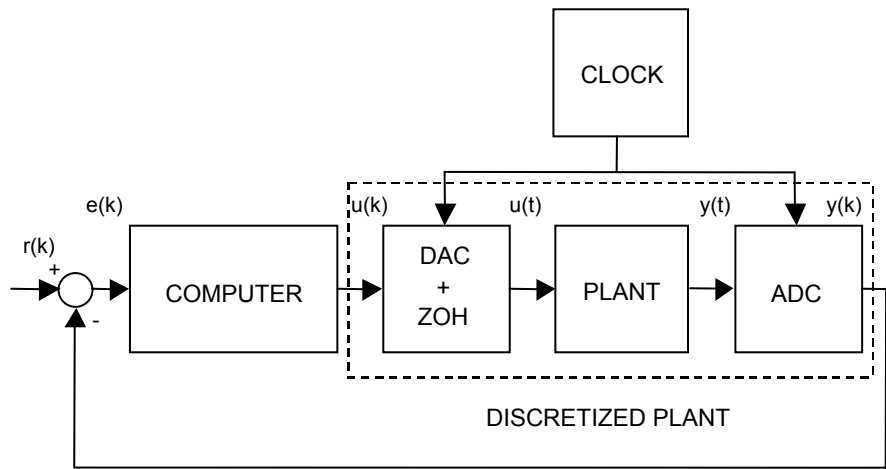 CLOCK
e(k)
u(k)
u(t)
y(t)
y(k)
r(k)
+
-
COMPUTER
DAC
+
ZOH
PLANT
ADC
DISCRETIZED PLANT